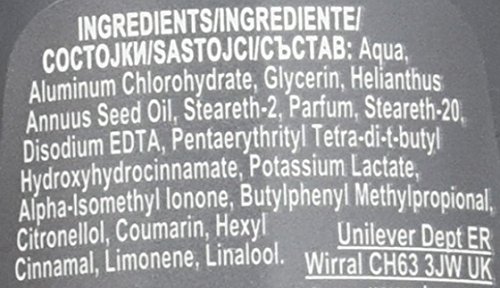 INGREDIENTS/INGREDIENTE/
СОСТОЈКИ/SASTOJCI/СЪСТАВ: Aqua,
Aluminum Chlorohydrate, Glycerin, Helianthus
Annuus Seed Oil, Steareth-2, Parfum, Steareth-20,
Disodium EDTA, Pentaerythrityl Tetra-di-t-butyl
Hydroxyhydrocinnamate, Potassium Lactate,
Alpha-Isomethyl Ionone, Butylphenyl Methylpropional,
Citronellol, Coumarin, Hexyl
Cinnamal, Limonene, Linalool.
Unilever Dept ER
Wirral CH63 3JW UK